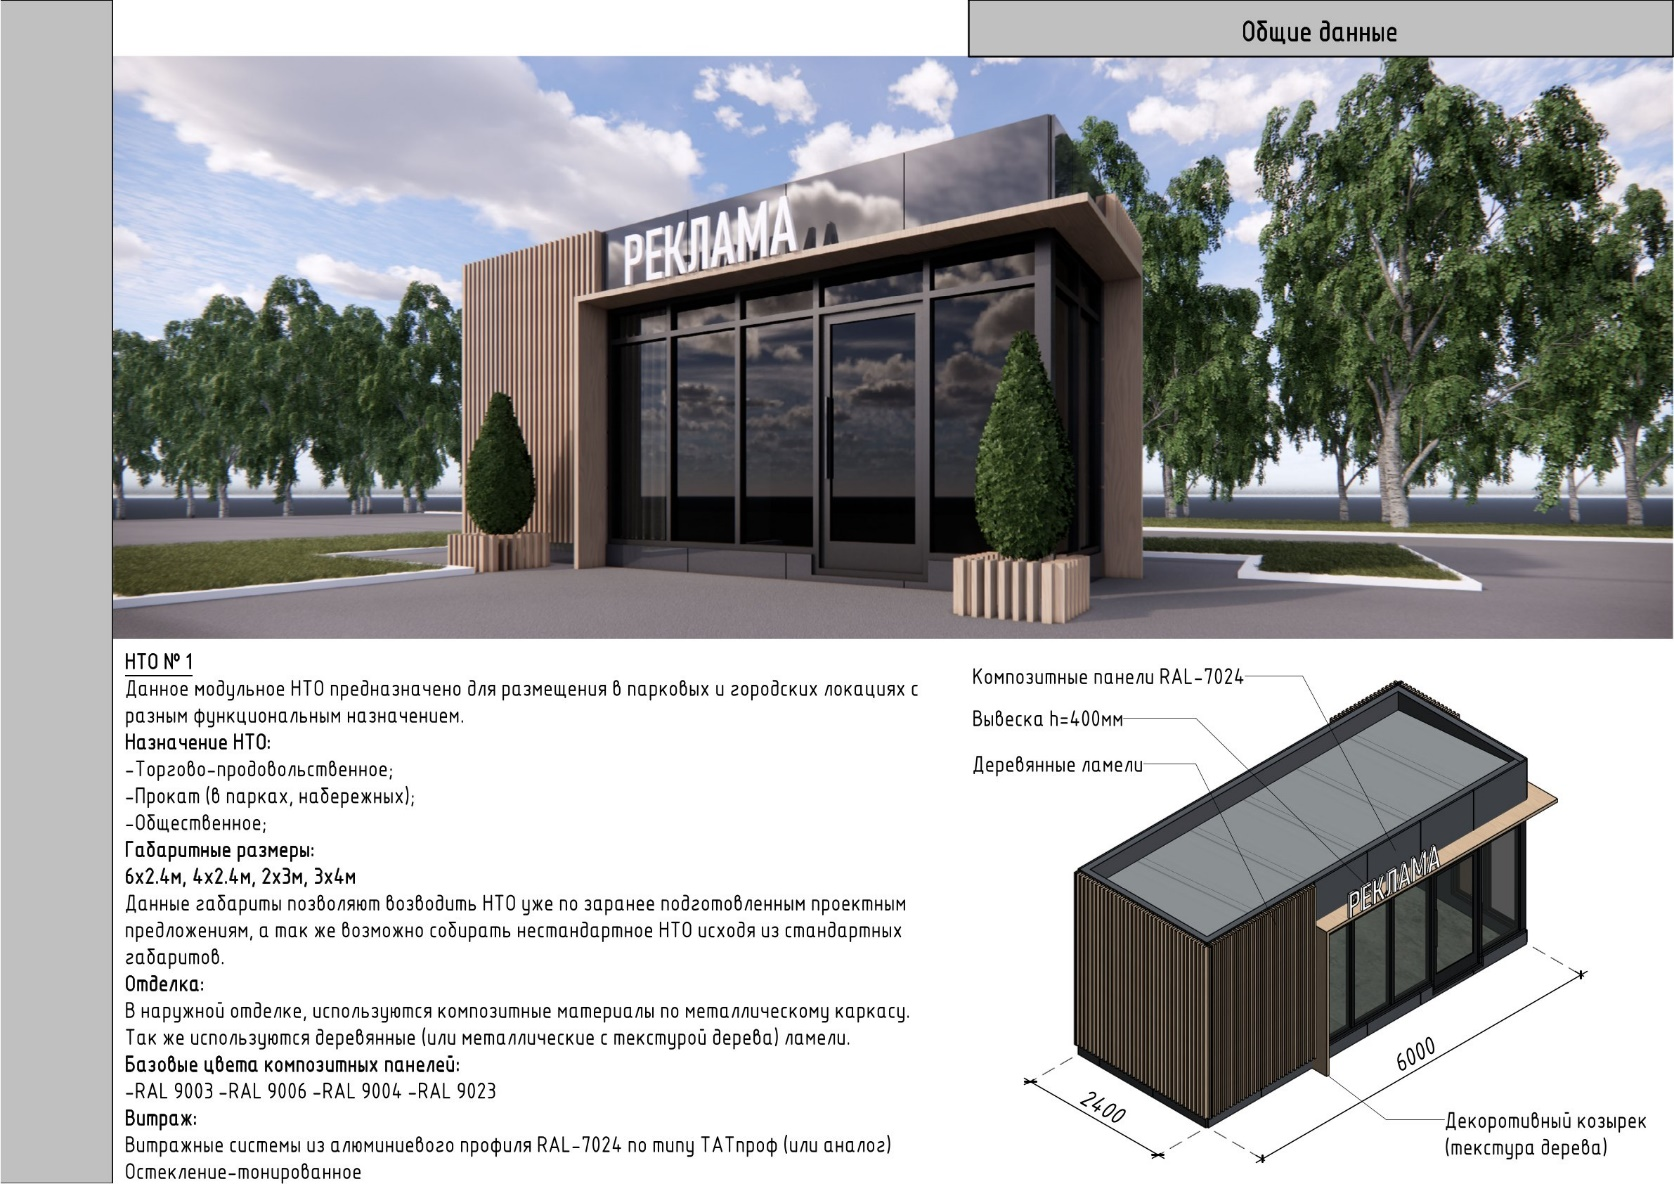 Общие данные
РЕКЛАМА
НТО № 1
Данное модульное НТО предназначено для размещения в парковых и городских локациях с
разным функциональным назначением.
Назначение НТО:
-Торгово-продовольственное;
-Прокат (в парках, набережных);
-Общественное;
Габаритные размеры:
6х2.4м, 4х2.4м, 2х3м, 3х4м
Данные габариты позволяют возводить НТО уже по заранее подготовленным проектным
предложениям, а так же возможно собирать нестандартное НТО исходя из стандартных
габаритов.
Отделка:
В наружной отделке, используются композитные материалы по металлическому каркасу.
Так же используются деревянные (или металлические с текстурой дерева) ламели.
Базовые цвета композитных панелей:
-RAL 9003 -RAL 9006 -RAL 9004 -RAL 9023
Витраж:
Витражные системы из алюминиевого профиля RAL-7024 по типу ТАТпроф (или аналог)
Остекление-тонированное
Композитные панели RAL-7024
Вывеска h=400мм
Деревянные ламели
РЕКЛАМА
6000
2400
Декоротивный козырек
(текстура дерева)